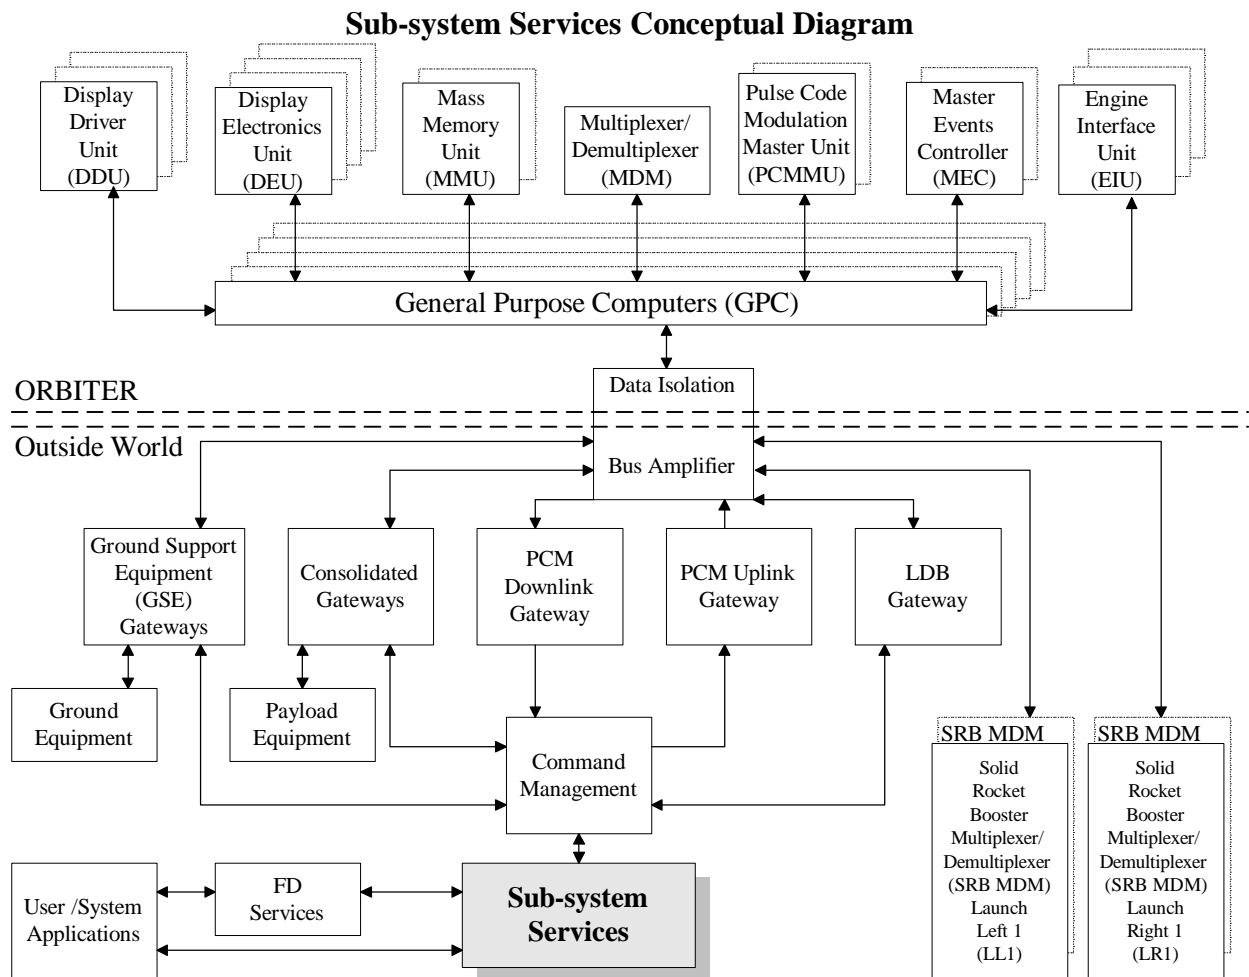 Sub-system Services Conceptual Diagram
Display
Driver
Unit
(DDU)
Display
Electronics
Unit
(DEU)
Mass
Memory
Unit
(MMU)
Multiplexer/
Demultiplexer
(MDM)
Pulse Code
Modulation
Master Unit
(PCMMU)
Master
Events
Controller
(MEC)
Engine
Interface
Unit
(EIU)
General Purpose Computers (GPC)
ORBITER
Data Isolation
Outside World
Bus Amplifier
Ground Support
Equipment
(GSE)
Gateways
Consolidated
Gateways
PCM
Downlink
Gateway
PCM Uplink
Gateway
LDB
Gateway
Ground
Equipment
Payload
Equipment
Command
Management
SRB MDM
Solid
Rocket
Booster
Multiplexer/
Demultiplexer
(SRB MDM)
Launch
Left 1
(LL1)
SRB MDM
Solid
Rocket
Booster
Multiplexer/
Demultiplexer
(SRB MDM)
Launch
Right 1
(LR1)
User /System
Applications
FD
Services
Sub-system
Services